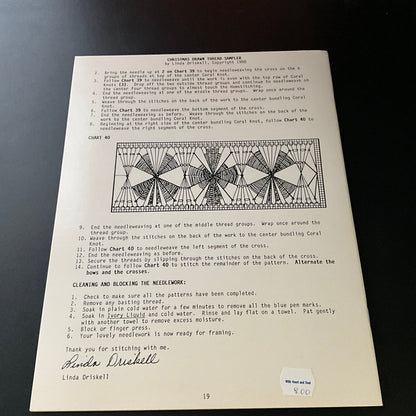 CHRISTMAS DRAWN THREAD SAMPLER
by Linda Driskell, Copyright 1990
2. Bring the needle up at 2 on Chart 39 to begin needleweaving the cross on the 4
groups of threads at top of the center Coral Knot.
3. Follow Chart 39 to needleweave until the work is even with the top row of Coral
Knots (3). Drop off the two outside thread groups and continue to needleweave on
the center four thread groups to almost touch the Hemstitching.
4. End the needleweaving at one of the middle thread groups. Wrap once around the
thread group.
5. Weave through the stitches on the back of the work to the center bundling Coral
Knot.
6. Follow Chart 39 to needleweave the bottom segment of the cross.
7. End the needleweaving as before. Weave through the stitches on the back of the
work to the center bundling Coral Knot.
8. Beginning at the right side of the center bundling Coral Knot, Follow Chart 40 to
needleweave the right segment of the cross.
CHART 40
9. End the needleweaving at one of the middle thread groups. Wrap once around the
thread group.
10. Weave through the stitches on the back of the work to the center bundling Coral
Knot.
11. Follow Chart 40 to needleweave the left segment of the cross.
12. End the needleweaving as before.
13. Secure the threads by slipping through the stitches on the back of the cross.
14. Continue to follow Chart 40 to stitch the remainder of the pattern. Alternate the
bows and the crosses.
CLEANING AND BLOCKING THE NEEDLEWORK:
1. Check to make sure all the patterns have been completed.
2. Remove any basting thread.
3. Soak in plain cold water for a few minutes to remove all the blue pen marks.
4. Soak in Ivory Liquid and cold water. Rinse and lay flat on a towel. Pat gently
with another towel to remove excess moisture.
5. Block or finger press.
6. Your lovely needlework is now ready for framing.
Thank you for stitching with me.
Linda Driskell
Linda Driskell
19
With Heart and Hand
8.00